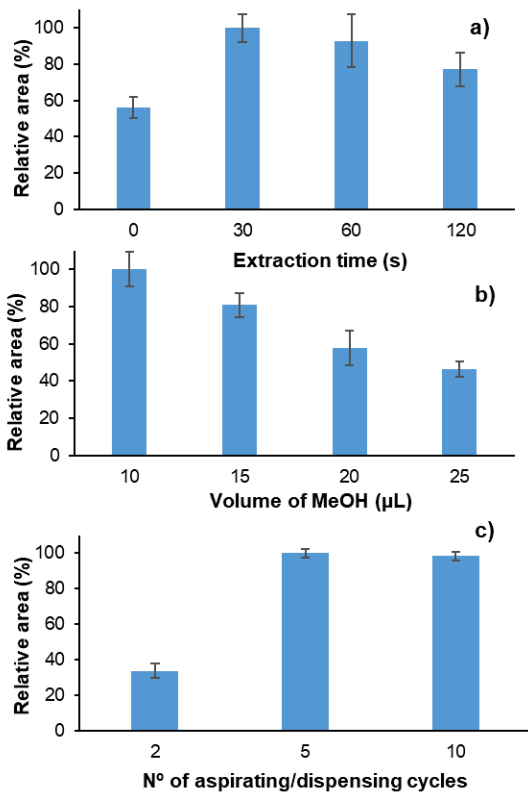 a)
Relative area (%)
100
80
60
40
20
0
0 30 60 120
Extraction time (s)
b)
Relative area (%)
100
80
60
40
20
0
10 15 20 25
Volume of MeOH (µL)
c)
Relative area (%)
100
80
60
40
20
0
2 5 10
Nº of aspirating/dispensing cycles